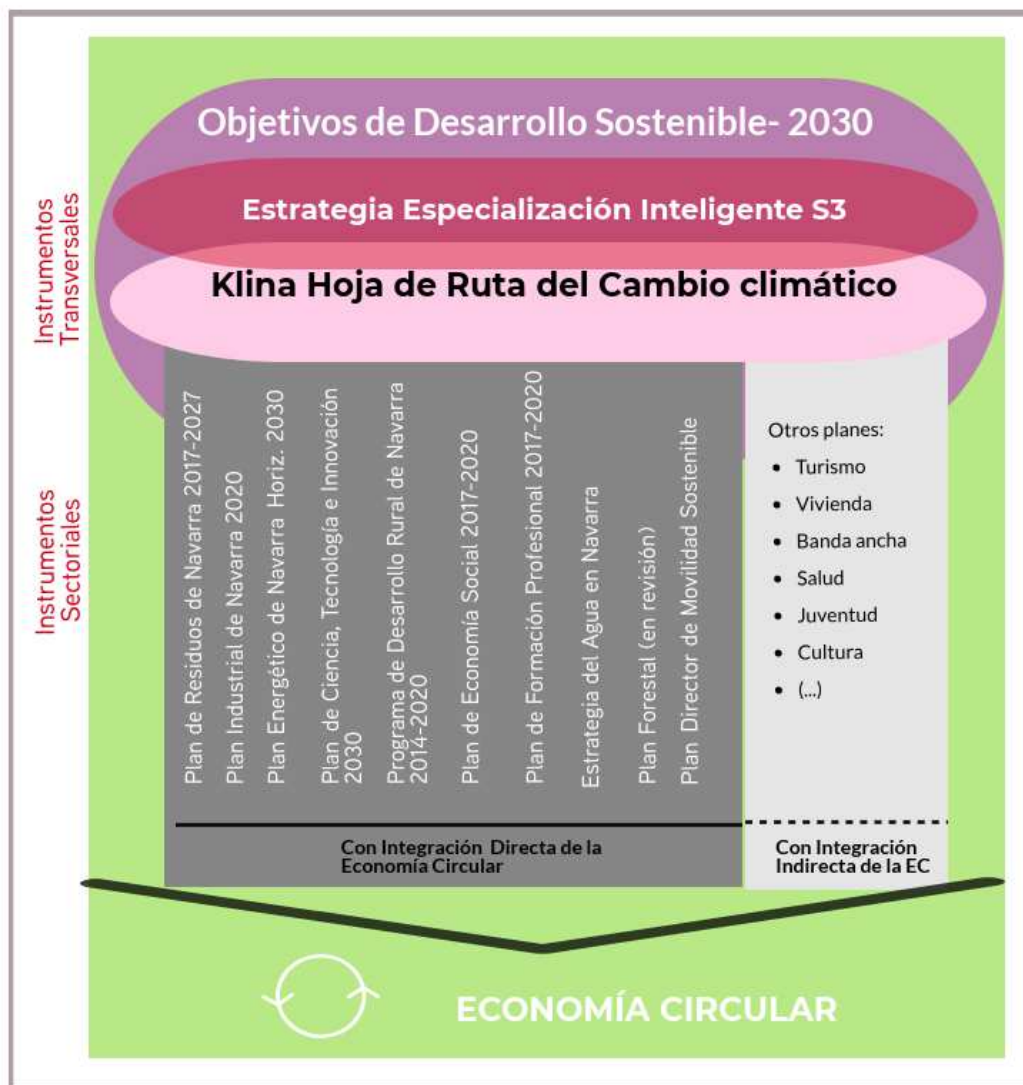 Objetivos de Desarrollo Sostenible- 2030
Estrategia Especialización Inteligente S3
Klina Hoja de Ruta del Cambio climático
Instrumentos
Transversales
Instrumentos
Sectoriales
Plan de Residuos de Navarra 2017-2027
Plan Industrial de Navarra 2020
Plan Energético de Navarra Horiz. 2030
Plan de Ciencia, Tecnología e Innovación
2030
Programa de Desarrollo Rural de Navarra
2014-2020
Plan de Economía Social 2017-2020
Plan de Formación Profesional 2017-2020
Estrategia del Agua en Navarra
Plan Forestal (en revisión)
Plan Director de Movilidad Sostenible
Otros planes:
• Turismo
• Vivienda
• Banda ancha
• Salud
• Juventud
• Cultura
• (...)
Con Integración Directa de la
Economía Circular
Con Integración
Indirecta de la EC
ECONOMÍA CIRCULAR